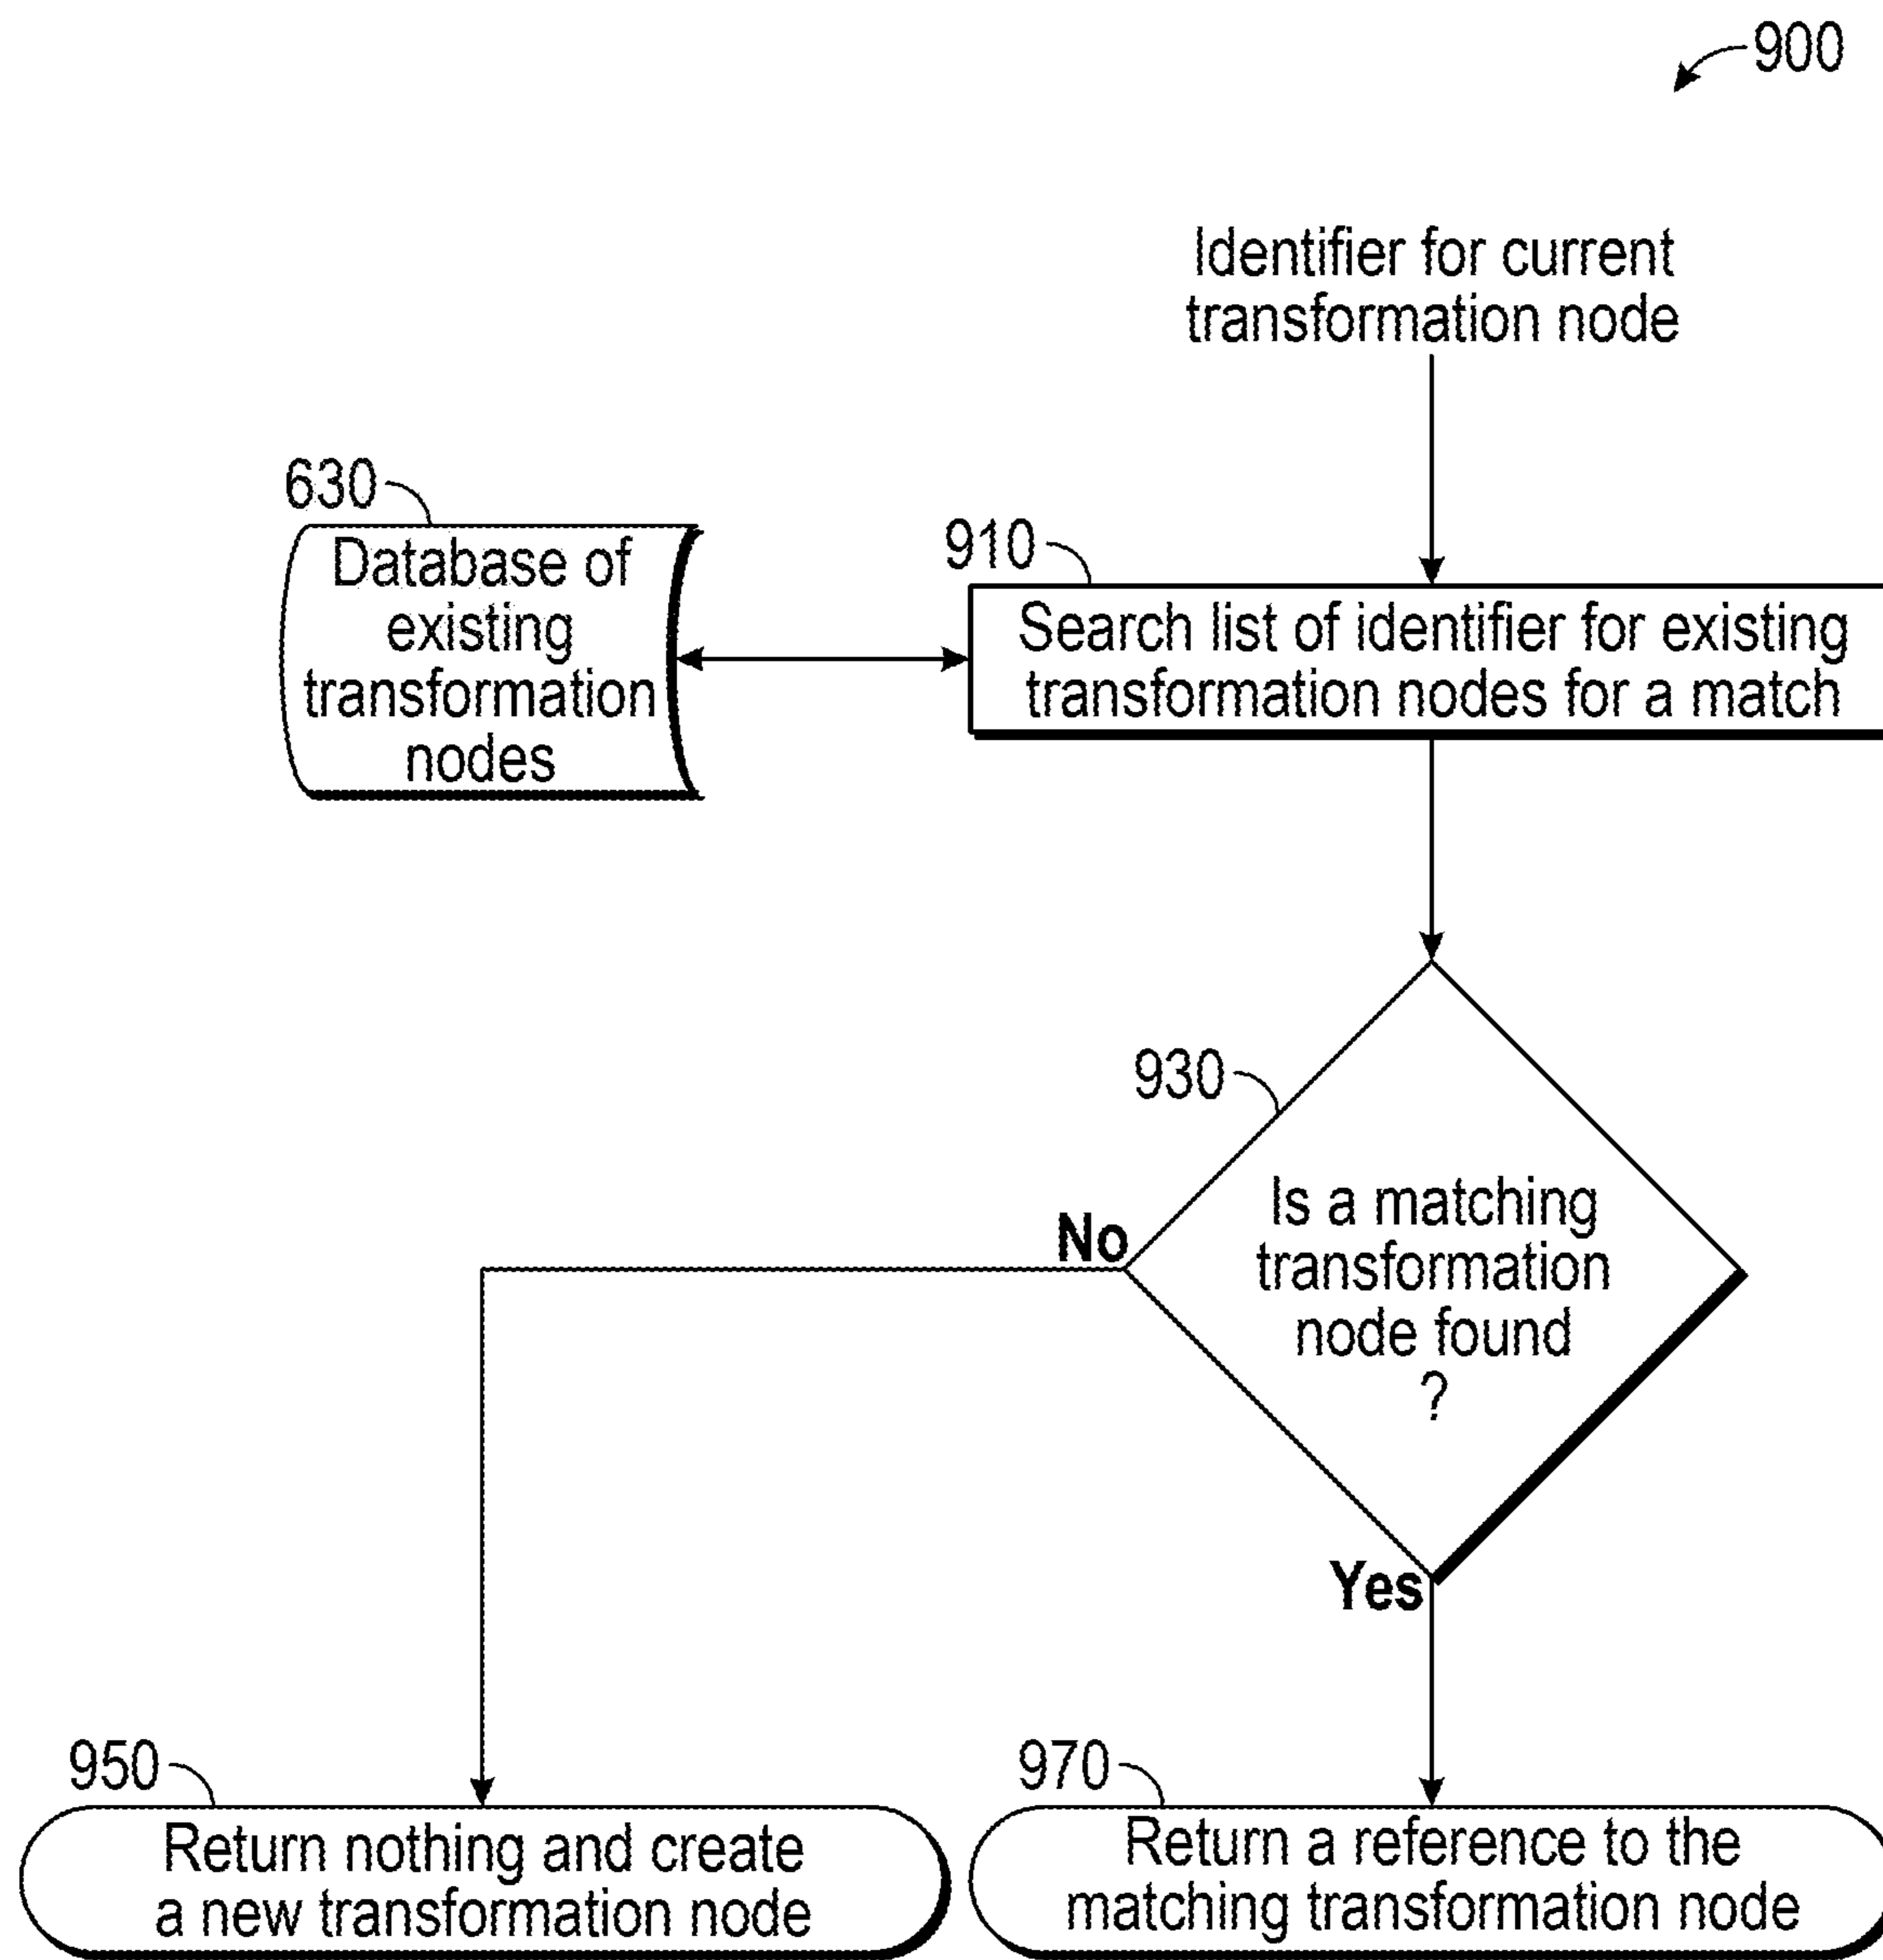 900
Identifier for current
transformation node
630
Database of
existing
transformation
nodes
910
Search list of identifier for existing
transformation nodes for a match
930
Is a matching
transformation
node found
?
No
Yes
950
Return nothing and create
a new transformation node
970
Return a reference to the
matching transformation node